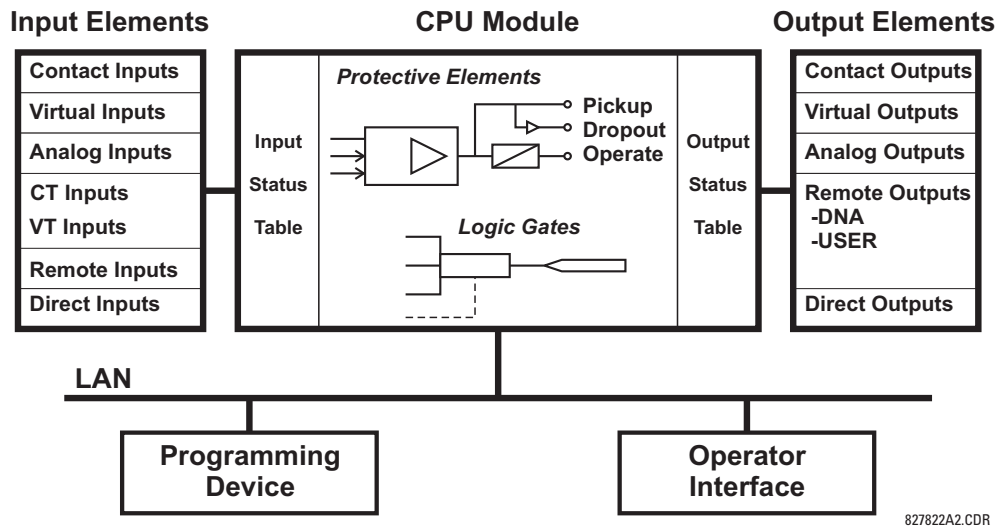 Input Elements
CPU Module
Output Elements
Contact Inputs
Virtual Inputs
Analog Inputs
CT Inputs
VT Inputs
Remote Inputs
Direct Inputs
Input
Status
Table
Protective Elements
Pickup
Dropout
Operate
Logic Gates
Output
Status
Table
Contact Outputs
Virtual Outputs
Analog Outputs
Remote Outputs
-DNA
-USER
Direct Outputs
LAN
Programming
Device
Operator
Interface
827822A2.CDR